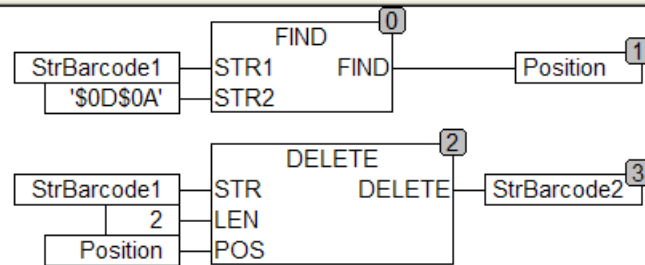 FIND 0
StrBarcode1 STR1 FIND Position 1
'$0D$0A' STR2
DELETE 2
StrBarcode1 STR DELETE StrBarcode2 3
2 LEN
Position POS